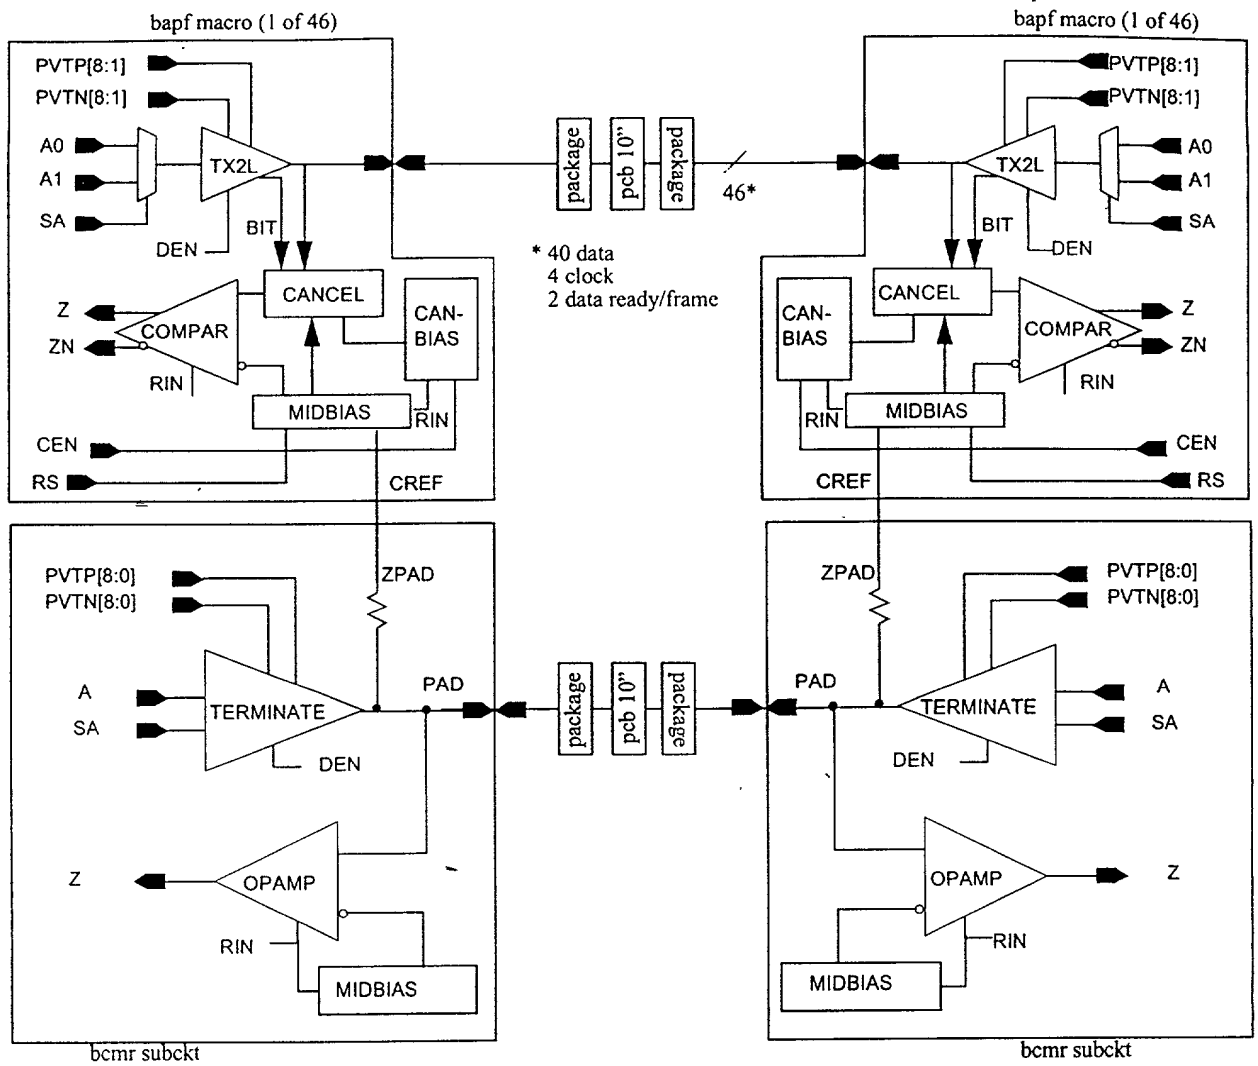 bapf macro (1 of 46)
bapf macro (1 of 46)
PVTP[8:1]
PVTN[8:1]
A0
A1
SA
TX2L
DEN
BIT
CANCEL
CAN-
BIAS
Z
ZN
COMPAR
RIN
MIDBIAS
RIN
CEN
RS
CREF
package
pcb 10"
package
46*
* 40 data
4 clock
2 data ready/frame
PVTP[8:1]
PVTN[8:1]
A0
A1
SA
TX2L
DEN
BIT
CANCEL
CAN-
BIAS
Z
ZN
COMPAR
RIN
MIDBIAS
RIN
CEN
RS
CREF
PVTP[8:0]
PVTN[8:0]
ZPAD
A
SA
TERMINATE
PAD
DEN
Z
OPAMP
RIN
MIDBIAS
bcmr subckt
package
pcb 10"
package
ZPAD
PVTP[8:0]
PVTN[8:0]
PAD
TERMINATE
A
SA
DEN
OPAMP
Z
RIN
MIDBIAS
bcmr subckt